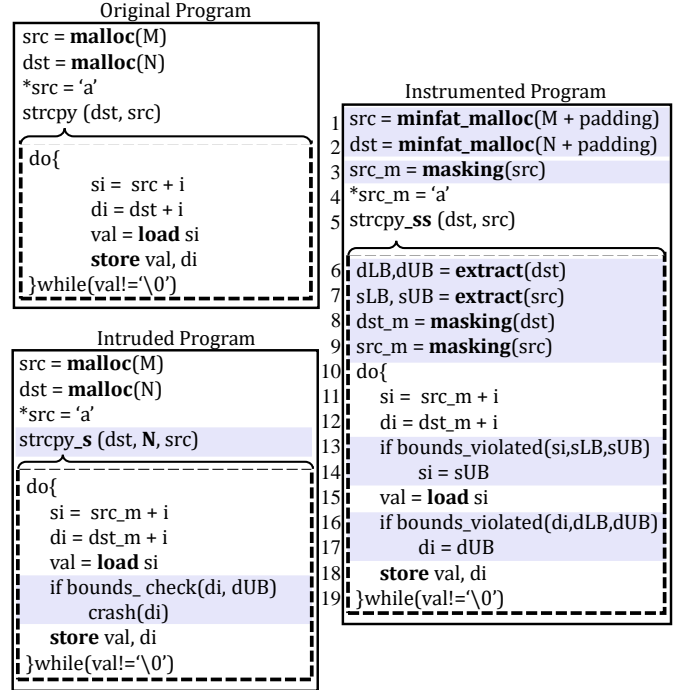 Original Program
src = malloc(M)
dst = malloc(N)
*src = ‘a’
strcpy (dst, src)
do{
si = src + i
di = dst + i
val = load si
store val, di
}while(val!=‘\0’)
Intruded Program
src = malloc(M)
dst = malloc(N)
*src = ‘a’
strcpy_s (dst, N, src)
do{
si = src_m + i
di = dst_m + i
val = load si
if bounds_ check(di, dUB)
crash(di)
store val, di
}while(val!=‘\0’)
Instrumented Program
1 src = minfat_malloc(M + padding)
2 dst = minfat_malloc(N + padding)
3 src_m = masking(src)
4 *src_m = ‘a’
5 strcpy_ss (dst, src)
6 dLB,dUB = extract(dst)
7 sLB, sUB = extract(src)
8 dst_m = masking(dst)
9 src_m = masking(src)
10 do{
11 si = src_m + i
12 di = dst_m + i
13 if bounds_violated(si,sLB,sUB)
14 si = sUB
15 val = load si
16 if bounds_violated(di,dLB,dUB)
17 di = dUB
18 store val, di
19 }while(val!=‘\0’)